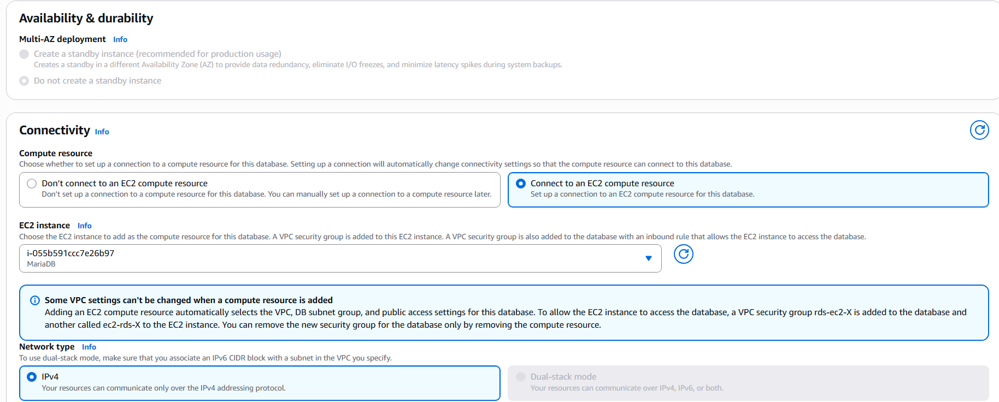 Availability & durability
Multi-AZ deployment Info
Create a standby instance (recommended for production usage)
Creates a standby in a different Availability Zone (AZ) to provide data redundancy, eliminate I/O freezes, and minimize latency spikes during system backups.
Do not create a standby instance
Connectivity Info
Compute resource
Choose whether to set up a connection to a compute resource for this database. Setting up a connection will automatically change connectivity settings so that the compute resource can connect to this database.
Don't connect to an EC2 compute resource
Don't set up a connection to a compute resource for this database. You can manually set up a connection to a compute resource later.
Connect to an EC2 compute resource
Set up a connection to an EC2 compute resource for this database.
EC2 instance Info
Choose the EC2 instance to add as the compute resource for this database. A VPC security group is added to this EC2 instance. A VPC security group is also added to the database with an inbound rule that allows the EC2 instance to access the database.
i-055b591ccc7e26b97
MariaDB
Some VPC settings can't be changed when a compute resource is added
Adding an EC2 compute resource automatically selects the VPC, DB subnet group, and public access settings for this database. To allow the EC2 instance to access the database, a VPC security group rds-ec2-X is added to the database and
another called ec2-rds-X to the EC2 instance. You can remove the new security group for the database only by removing the compute resource.
Network type Info
To use dual-stack mode, make sure that you associate an IPv6 CIDR block with a subnet in the VPC you specify.
IPv4
Your resources can communicate only over the IPv4 addressing protocol.
Dual-stack mode
Your resources can communicate over IPv4, IPv6, or both.